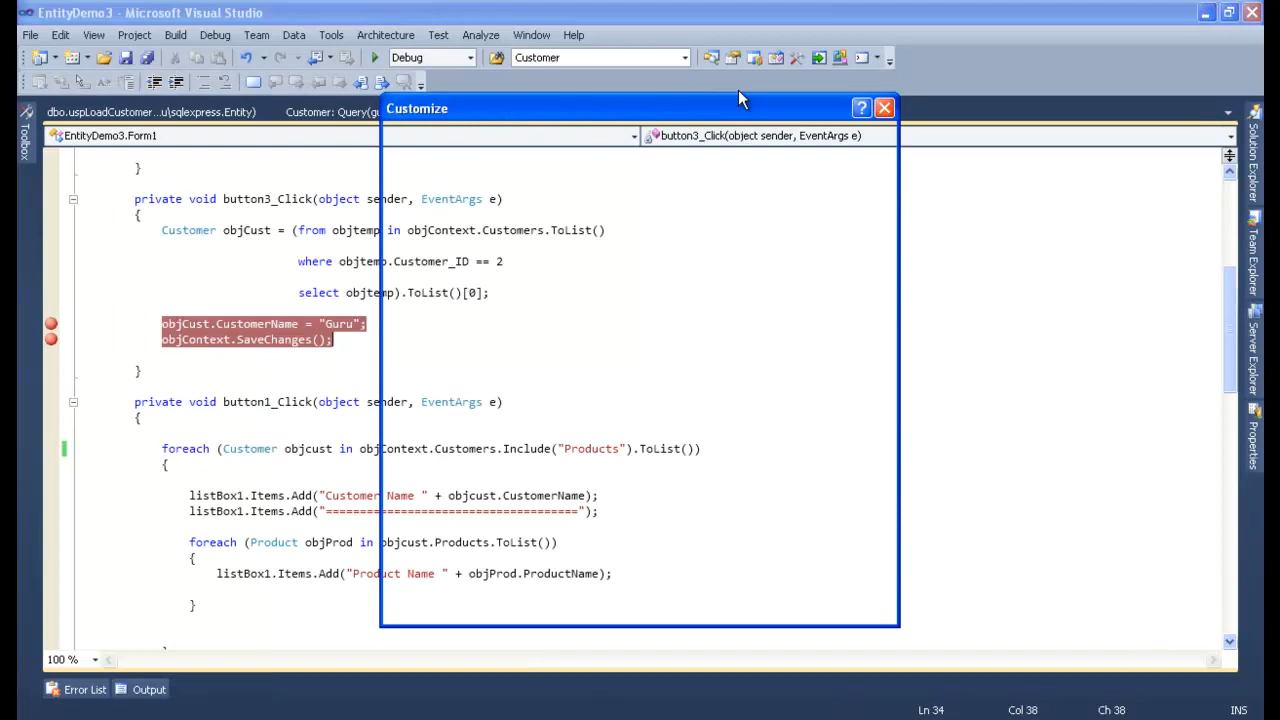 EntityDemo3 - Microsoft Visual Studio
File Edit View Project Build Debug Team Data Tools Architecture Test Analyze Window Help
Debug
Customer
dbo.uspLoadCustomer...u\sqlexpress.Entity)
Customer: Query(gu
Customize
EntityDemo3.Form1
button3_Click(object sender, EventArgs e)
}
private void button3_Click(object sender, EventArgs e)
{
Customer objCust = (from objtemp in objContext.Customers.ToList()
where objtemp.Customer_ID == 2
select objtemp).ToList()[0];
objCust.CustomerName = "Guru";
objContext.SaveChanges();
}
private void button1_Click(object sender, EventArgs e)
{
foreach (Customer objcust in objContext.Customers.Include("Products").ToList())
{
listBox1.Items.Add("Customer Name " + objcust.CustomerName);
listBox1.Items.Add("=====================================");
foreach (Product objProd in objcust.Products.ToList())
{
listBox1.Items.Add("Product Name " + objProd.ProductName);
}
Toolbox
Solution Explorer
Team Explorer
Server Explorer
Properties
100 %
Error List
Output
Ln 34 Col 38 Ch 38 INS